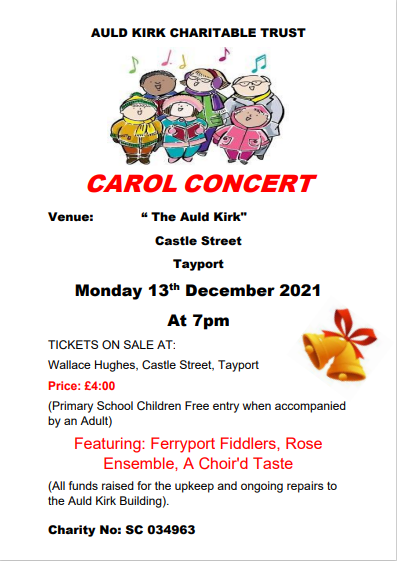 AULD KIRK CHARITABLE TRUST
CAROL CONCERT
Venue: “ The Auld Kirk"
Castle Street
Tayport
Monday 13th December 2021
At 7pm
TICKETS ON SALE AT:
Wallace Hughes, Castle Street, Tayport
Price: £4:00
(Primary School Children Free entry when accompanied
by an Adult)
Featuring: Ferryport Fiddlers, Rose
Ensemble, A Choir'd Taste
(All funds raised for the upkeep and ongoing repairs to
the Auld Kirk Building).
Charity No: SC 034963